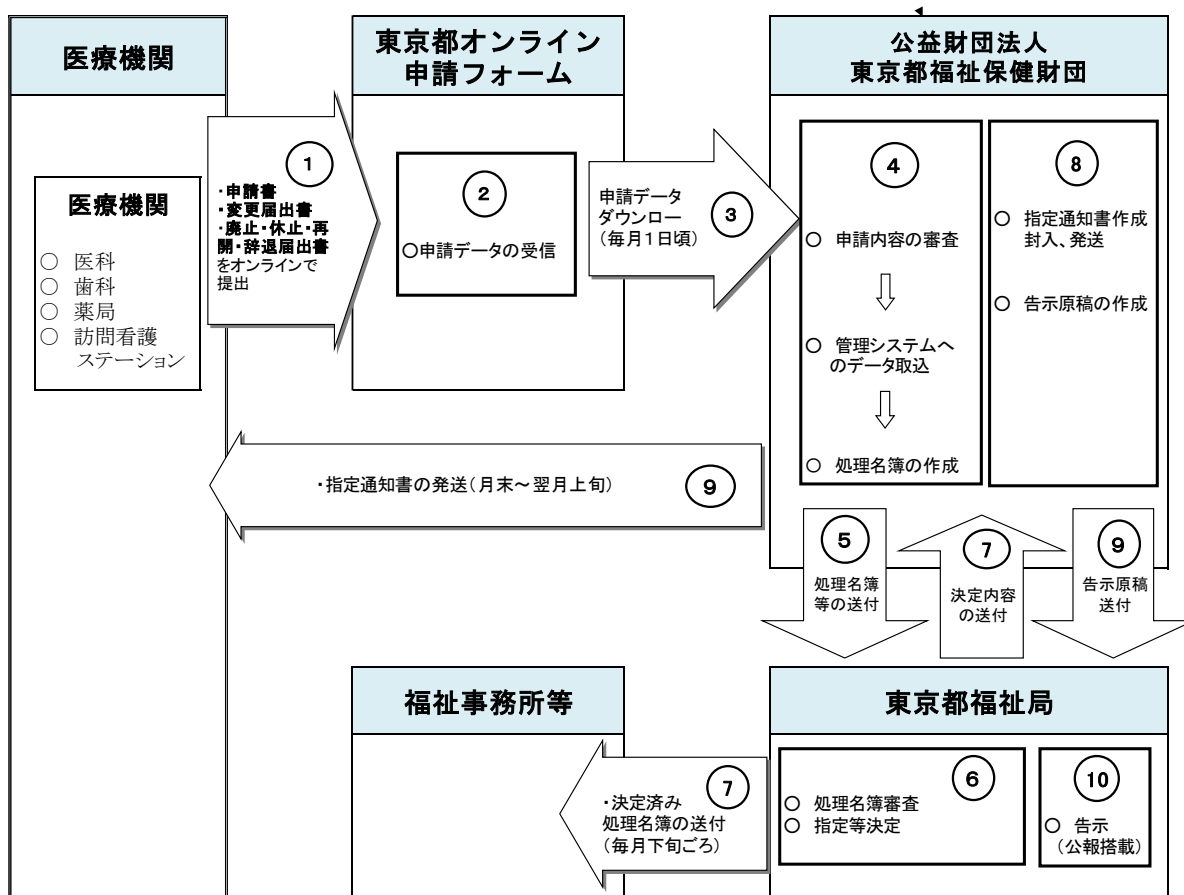 医療機関
医療機関
○ 医科
○ 歯科
○ 薬局
○ 訪問看護
ステーション
①
・申請書
・変更届出書
・廃止・休止・再
開・辞退届出書
をオンラインで
提出
東京都オンライン
申請フォーム
②
○申請データの受信
申請データ
ダウンロー
(毎月1日頃)
③
公益財団法人
東京都福祉保健財団
④
○ 申請内容の審査
○ 管理システムへ
のデータ取込
○ 処理名簿の作成
⑧
○ 指定通知書作成
封入、発送
○ 告示原稿の作成
・指定通知書の発送(月末~翌月上旬)
⑨
⑤
処理名簿
等の送付
⑦
決定内容
の送付
⑨
告示原稿
送付
福祉事務所等
東京都福祉局
⑦
・決定済み
処理名簿の送付
(毎月下旬ごろ)
⑥
○ 処理名簿審査
○ 指定等決定
⑩
○ 告示
(公報搭載)